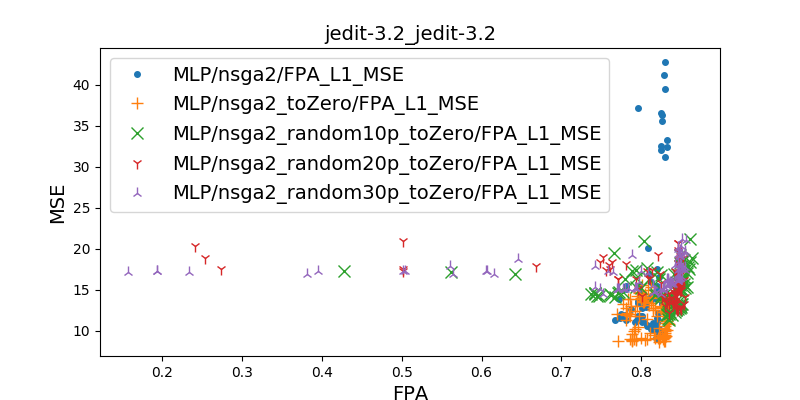 jedit-3.2_jedit-3.2
MLP/nsga2/FPA_L1_MSE
MLP/nsga2_toZero/FPA_L1_MSE
MLP/nsga2_random10p_toZero/FPA_L1_MSE
MLP/nsga2_random20p_toZero/FPA_L1_MSE
MLP/nsga2_random30p_toZero/FPA_L1_MSE
MSE
40
35
30
25
20
15
10
0.2 0.3 0.4 0.5 0.6 0.7 0.8
FPA